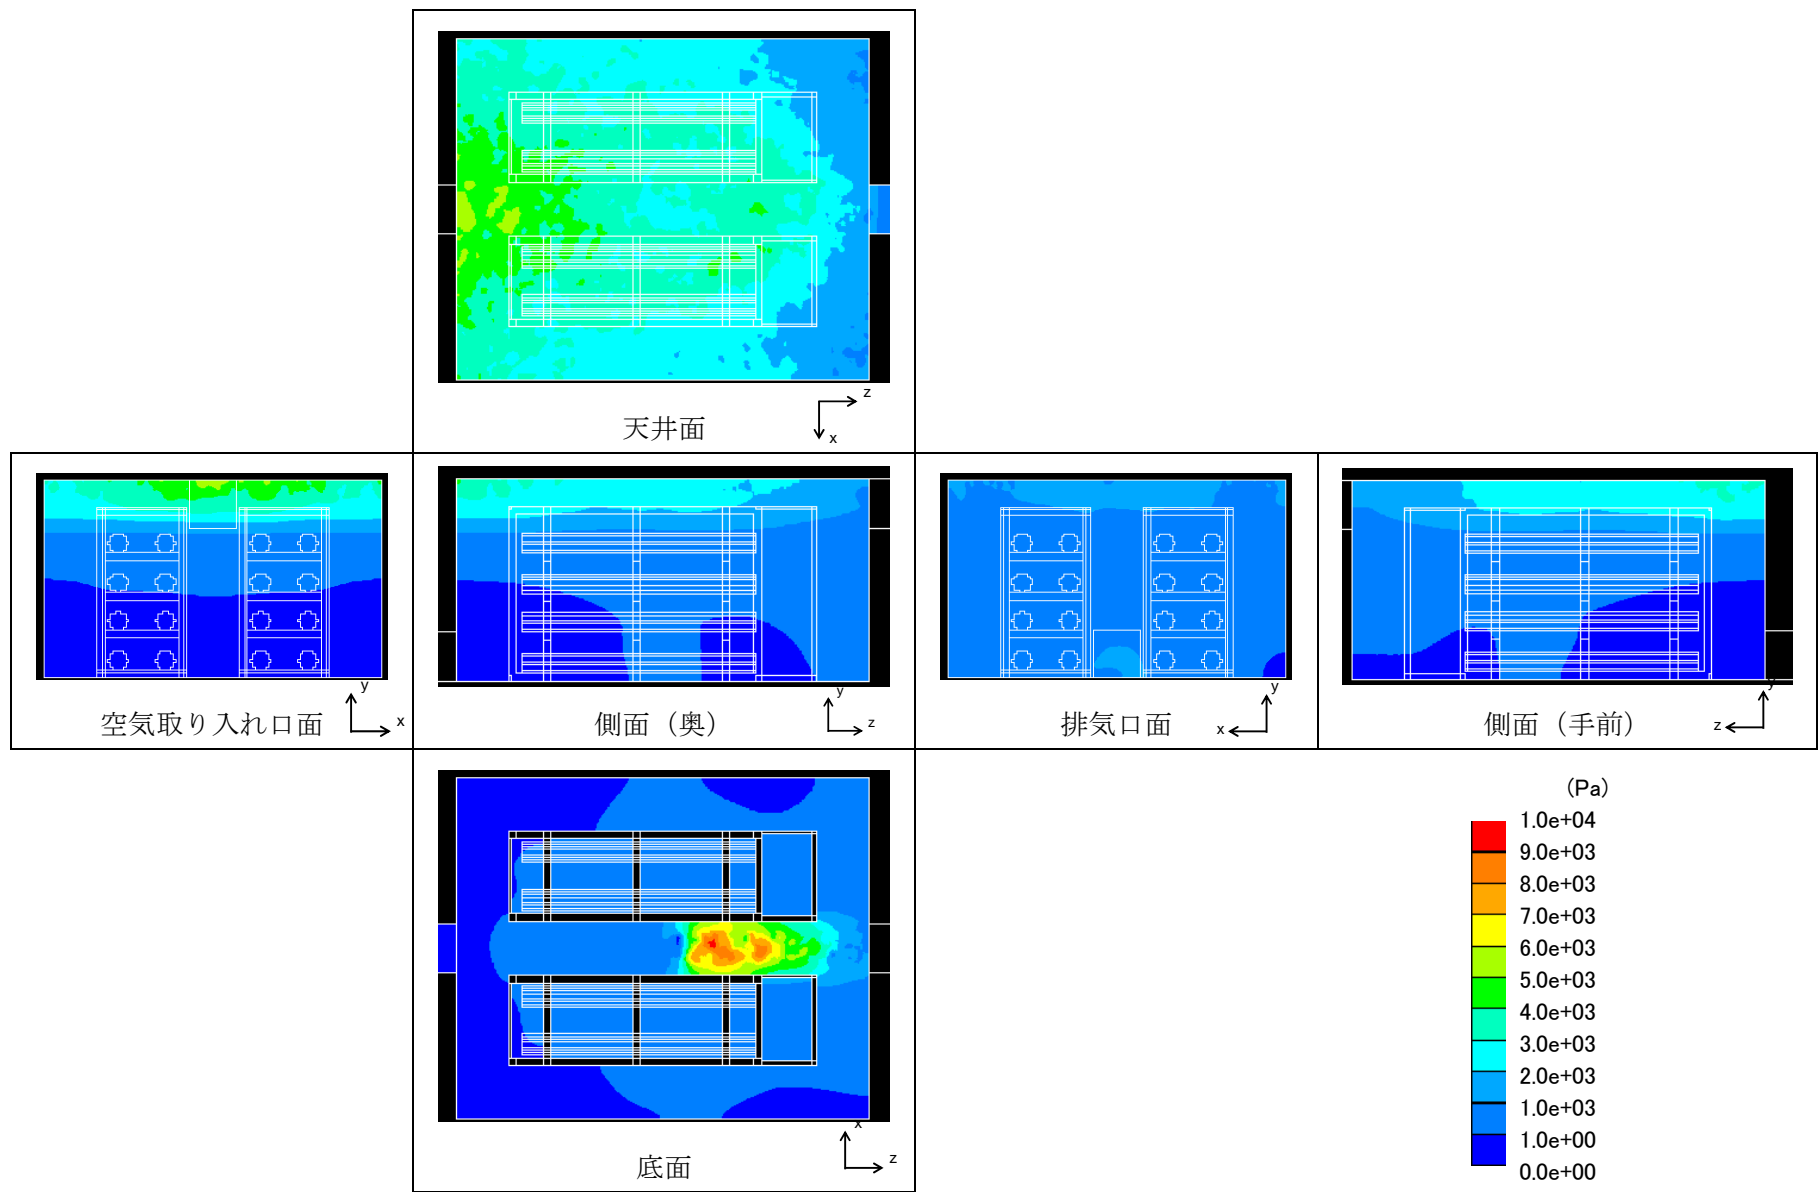 z
x
天井面
y
x
空気取り入れ口面
y
z
側面（奥）
y
x
排気口面
y
z
側面（手前）
x
z
底面
(Pa)
1.0e+04
9.0e+03
8.0e+03
7.0e+03
6.0e+03
5.0e+03
4.0e+03
3.0e+03
2.0e+03
1.0e+03
1.0e+00
0.0e+00